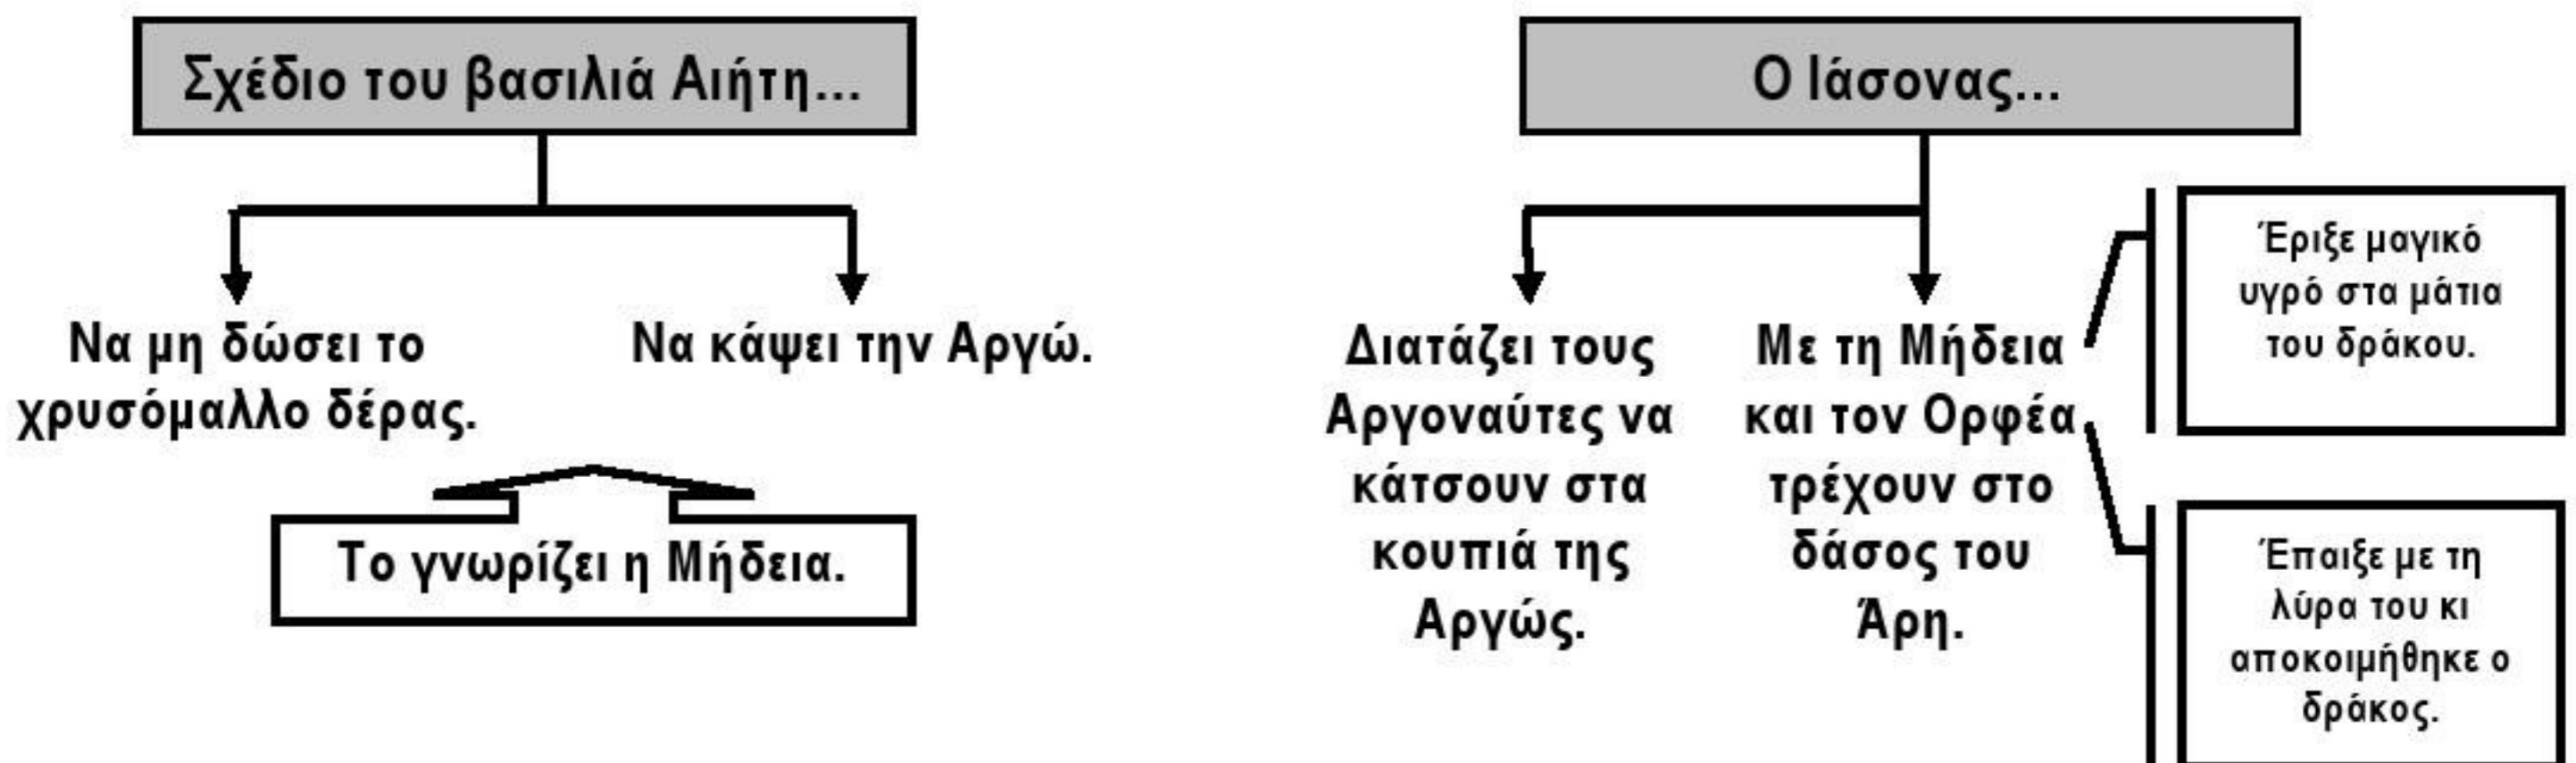 Σχέδιο του βασιλιά Αιήτη...
Να μη δώσει το
χρυσόμαλλο δέρας.
Να κάψει την Αργώ.
Το γνωρίζει η Μήδεια.
Ο Ιάσονας...
Διατάζει τους
Αργοναύτες να
κάτσουν στα
κουπιά της
Αργώς.
Με τη Μήδεια
και τον Ορφέα
τρέχουν στο
δάσος του
Άρη.
Έριξε μαγικό
υγρό στα μάτια
του δράκου.
Έπαιξε με τη
λύρα του κι
αποκοιμήθηκε ο
δράκος.